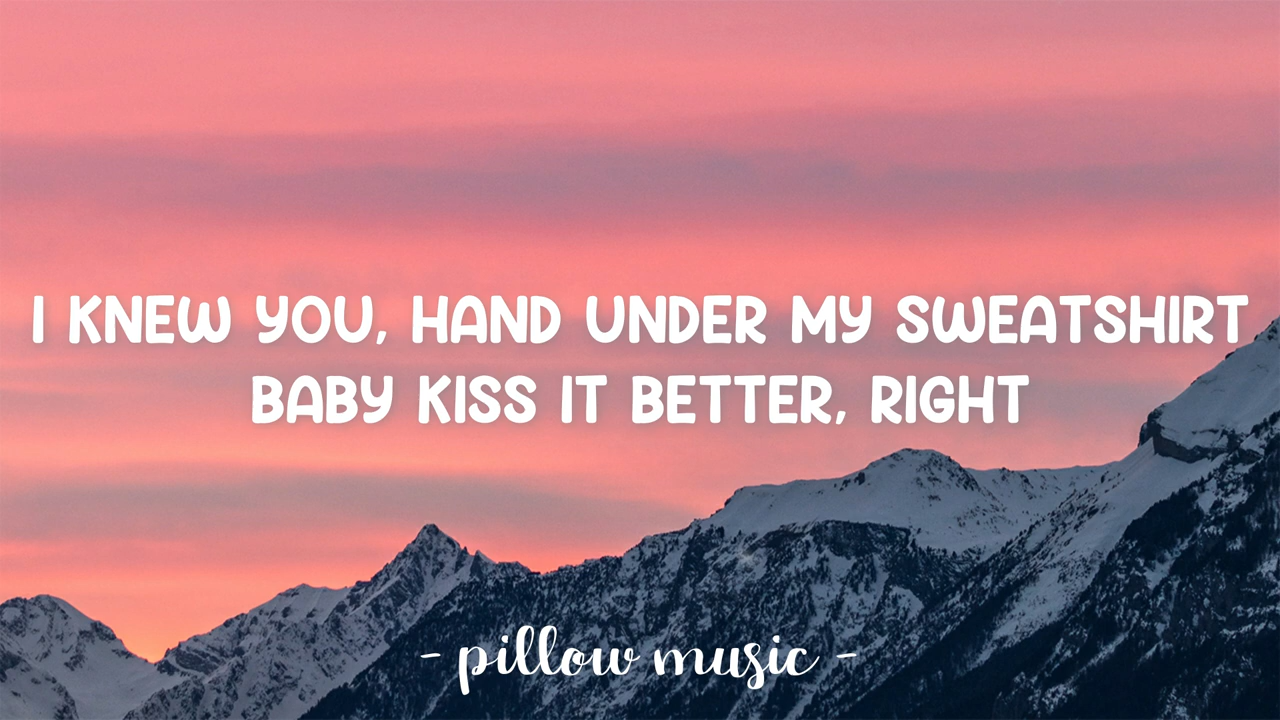 I KNEW YOU, HAND UNDER MY SWEATSHIRT
BABY KISS IT BETTER, RIGHT
- pillow music -